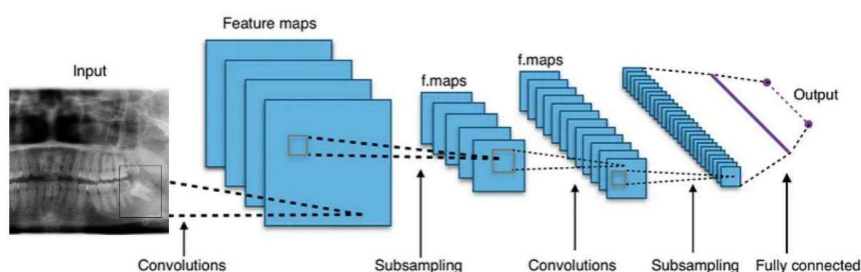 Feature maps
Input
f.maps
f.maps
Output
Convolutions
Subsampling
Convolutions
Subsampling
Fully connected